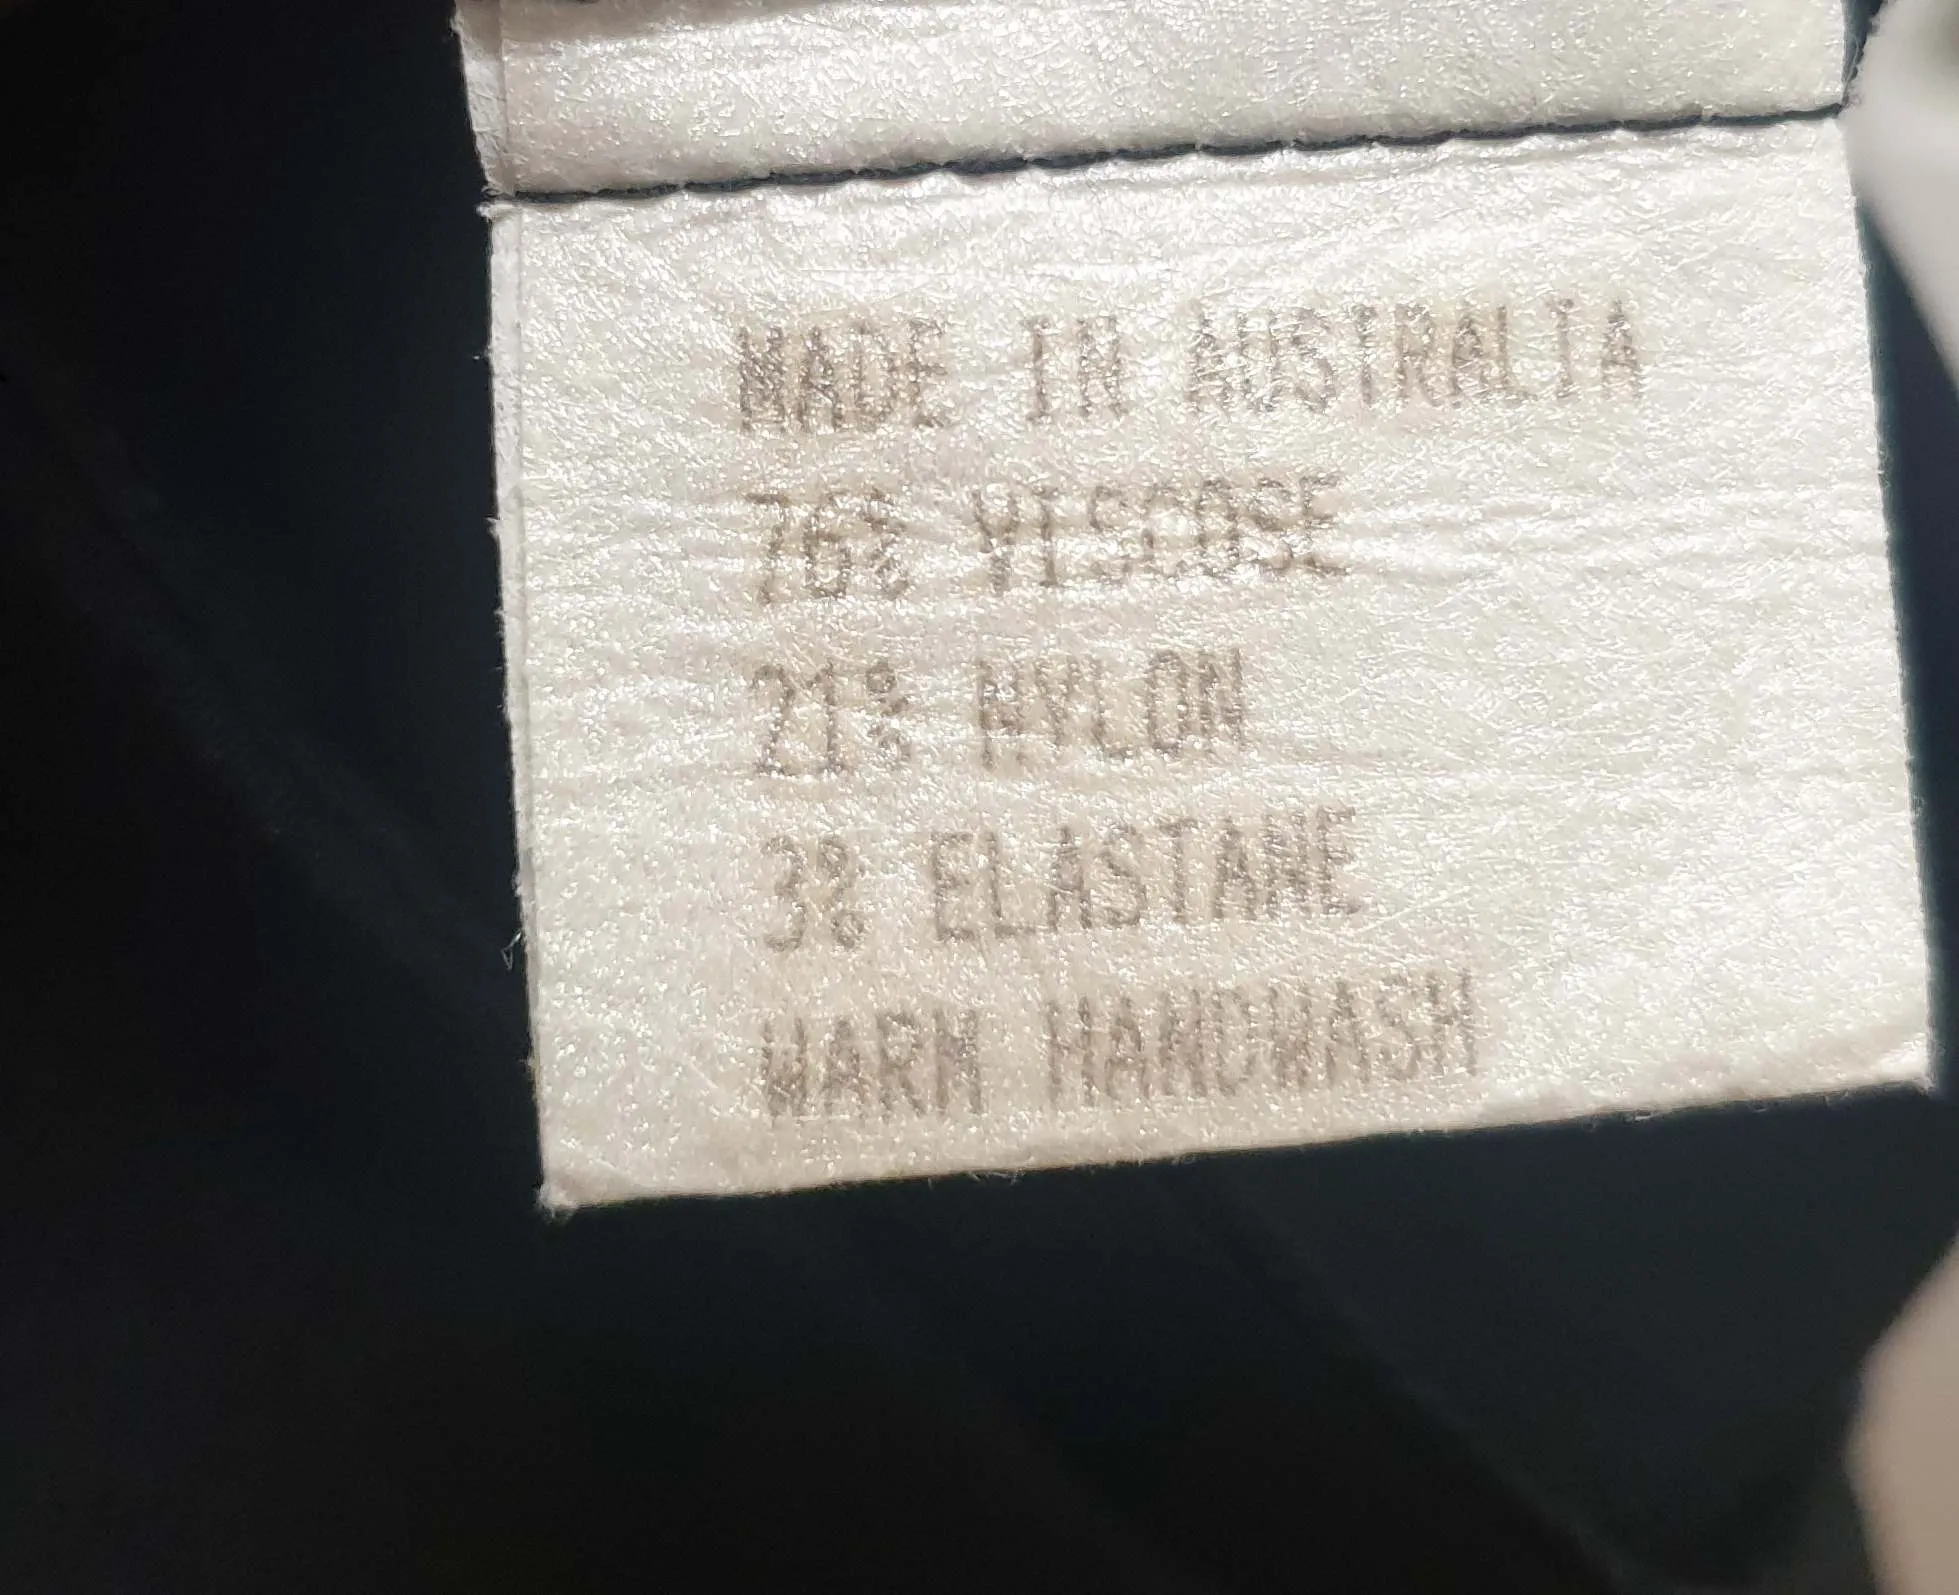 MADE IN AUSTRALIA
76% VISCOSE
21% NYLON
3% ELASTANE
WARM HANDWASH